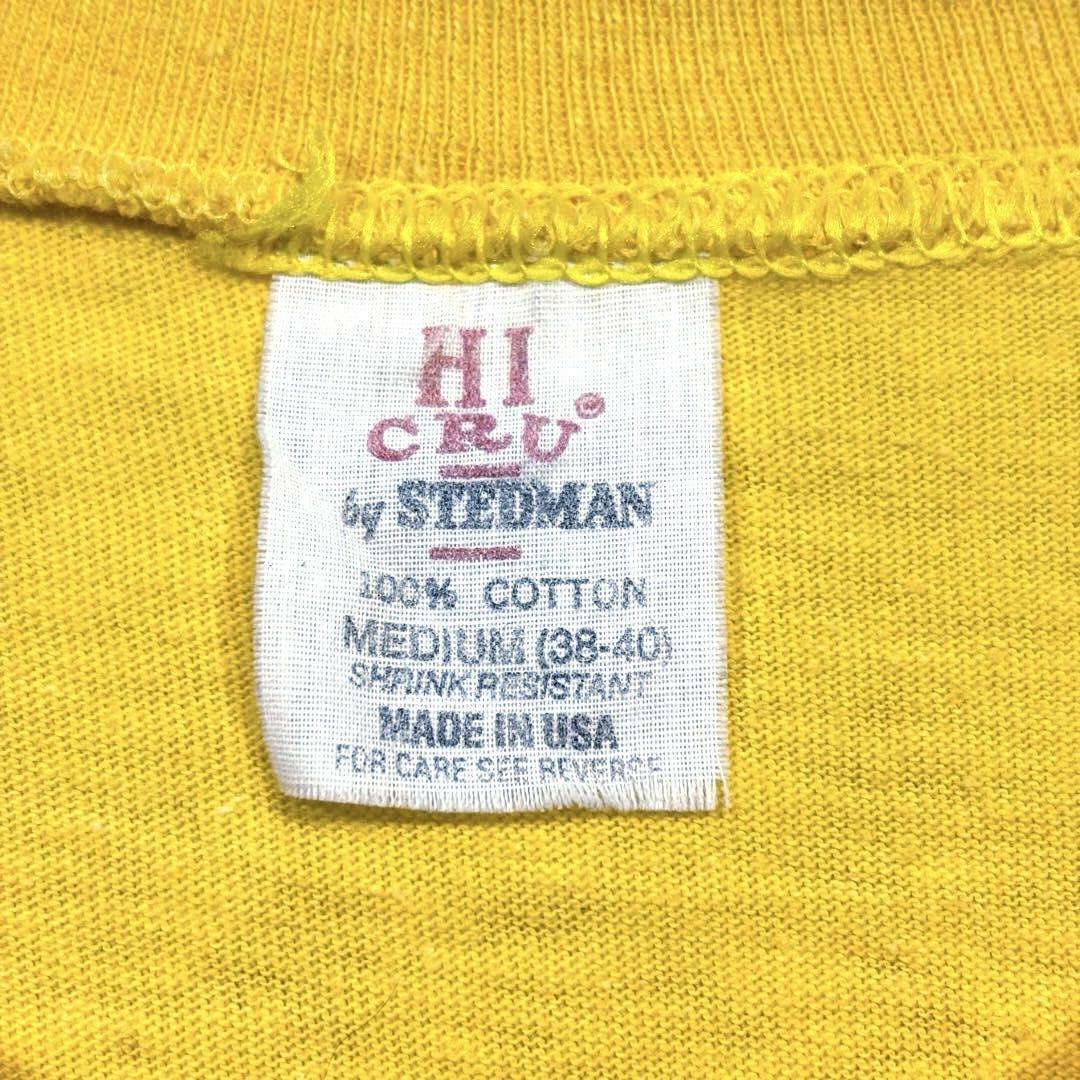 HI
CRU®
by STEDMAN
100% COTTON
MEDIUM (38-40)
SHRINK RESISTANT
MADE IN USA
FOR CARE SEE REVERSE